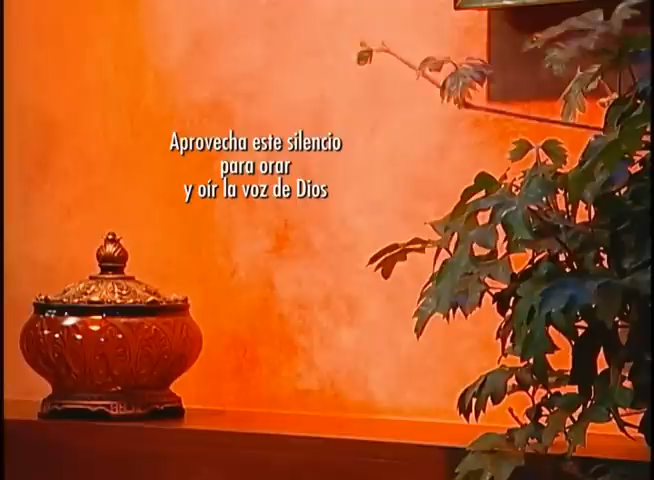 Aprovecha este silencio
para orar
y oír la voz de Dios